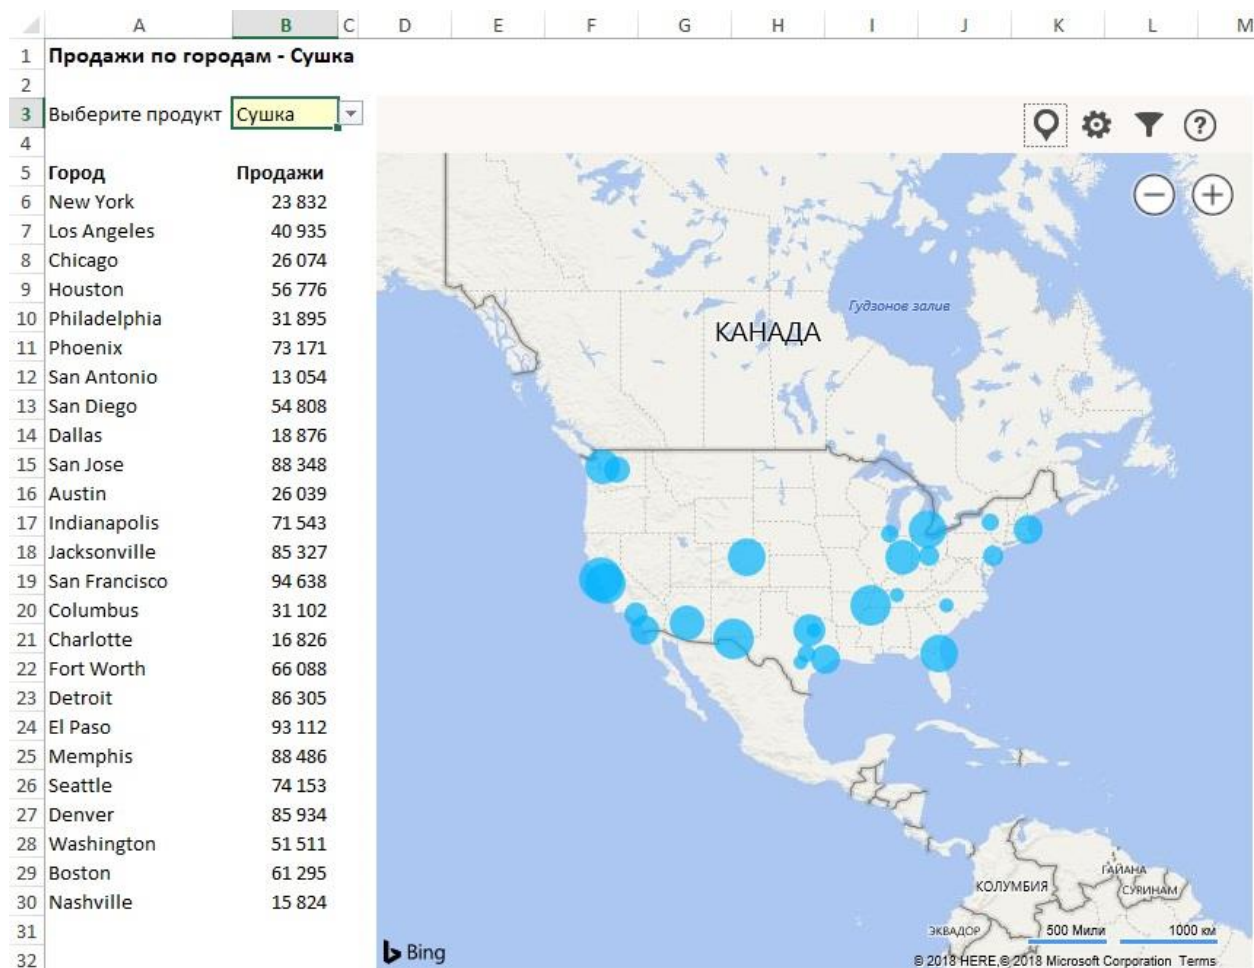 A B C D E F G H I J K L M
1 Продажи по городам - Сушка
2
3 Выберите продукт Сушка
4
5 Город Продажи
6 New York 23 832
7 Los Angeles 40 935
8 Chicago 26 074
9 Houston 56 776
10 Philadelphia 31 895
11 Phoenix 73 171
12 San Antonio 13 054
13 San Diego 54 808
14 Dallas 18 876
15 San Jose 88 348
16 Austin 26 039
17 Indianapolis 71 543
18 Jacksonville 85 327
19 San Francisco 94 638
20 Columbus 31 102
21 Charlotte 16 826
22 Fort Worth 66 088
23 Detroit 86 305
24 El Paso 93 112
25 Memphis 88 486
26 Seattle 74 153
27 Denver 85 934
28 Washington 51 511
29 Boston 61 295
30 Nashville 15 824
31
32
?
Гудзонов залив
КАНАДА
ГАЙАНА
КОЛУМБИЯ
СУРИНАМ
ЭКВАДОР
500 Мили 1000 км
Bing
© 2018 HERE,© 2018 Microsoft Corporation Terms